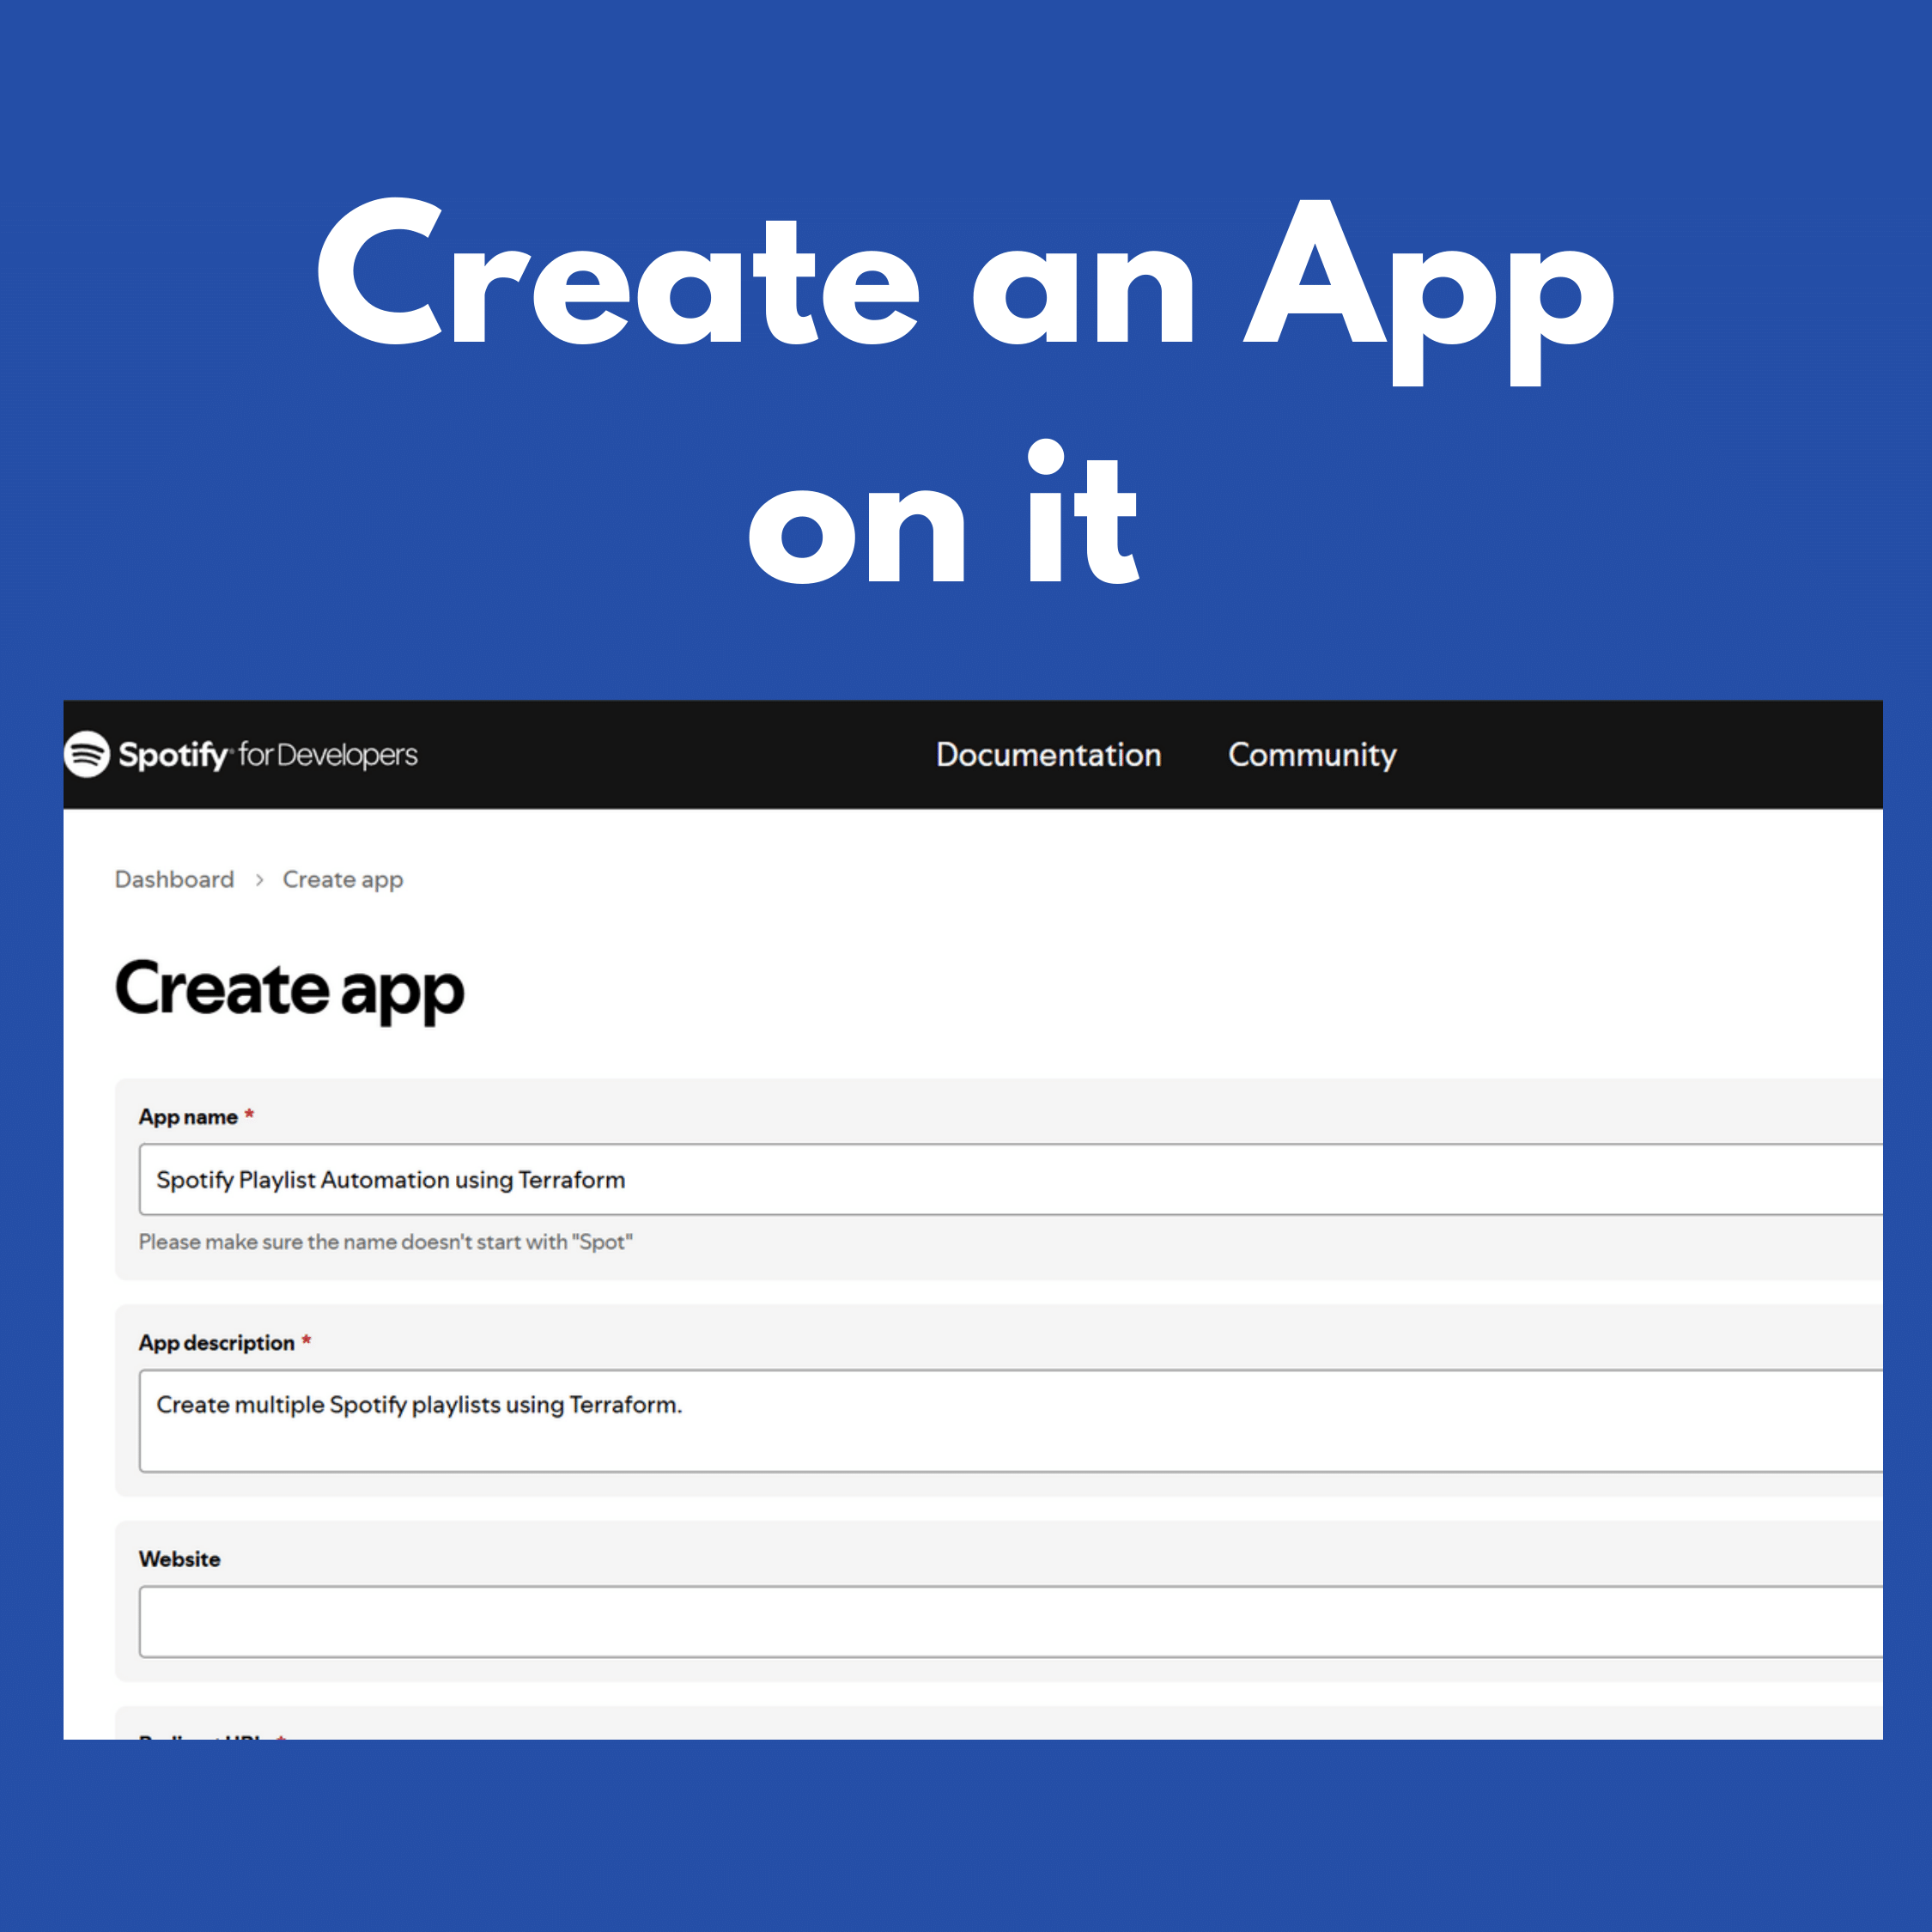 Create an App
on it
Spotify for Developers
Documentation
Community
Dashboard > Create app
Create app
App name *
Spotify Playlist Automation using Terraform
Please make sure the name doesn't start with "Spot"
App description *
Create multiple Spotify playlists using Terraform.
Website